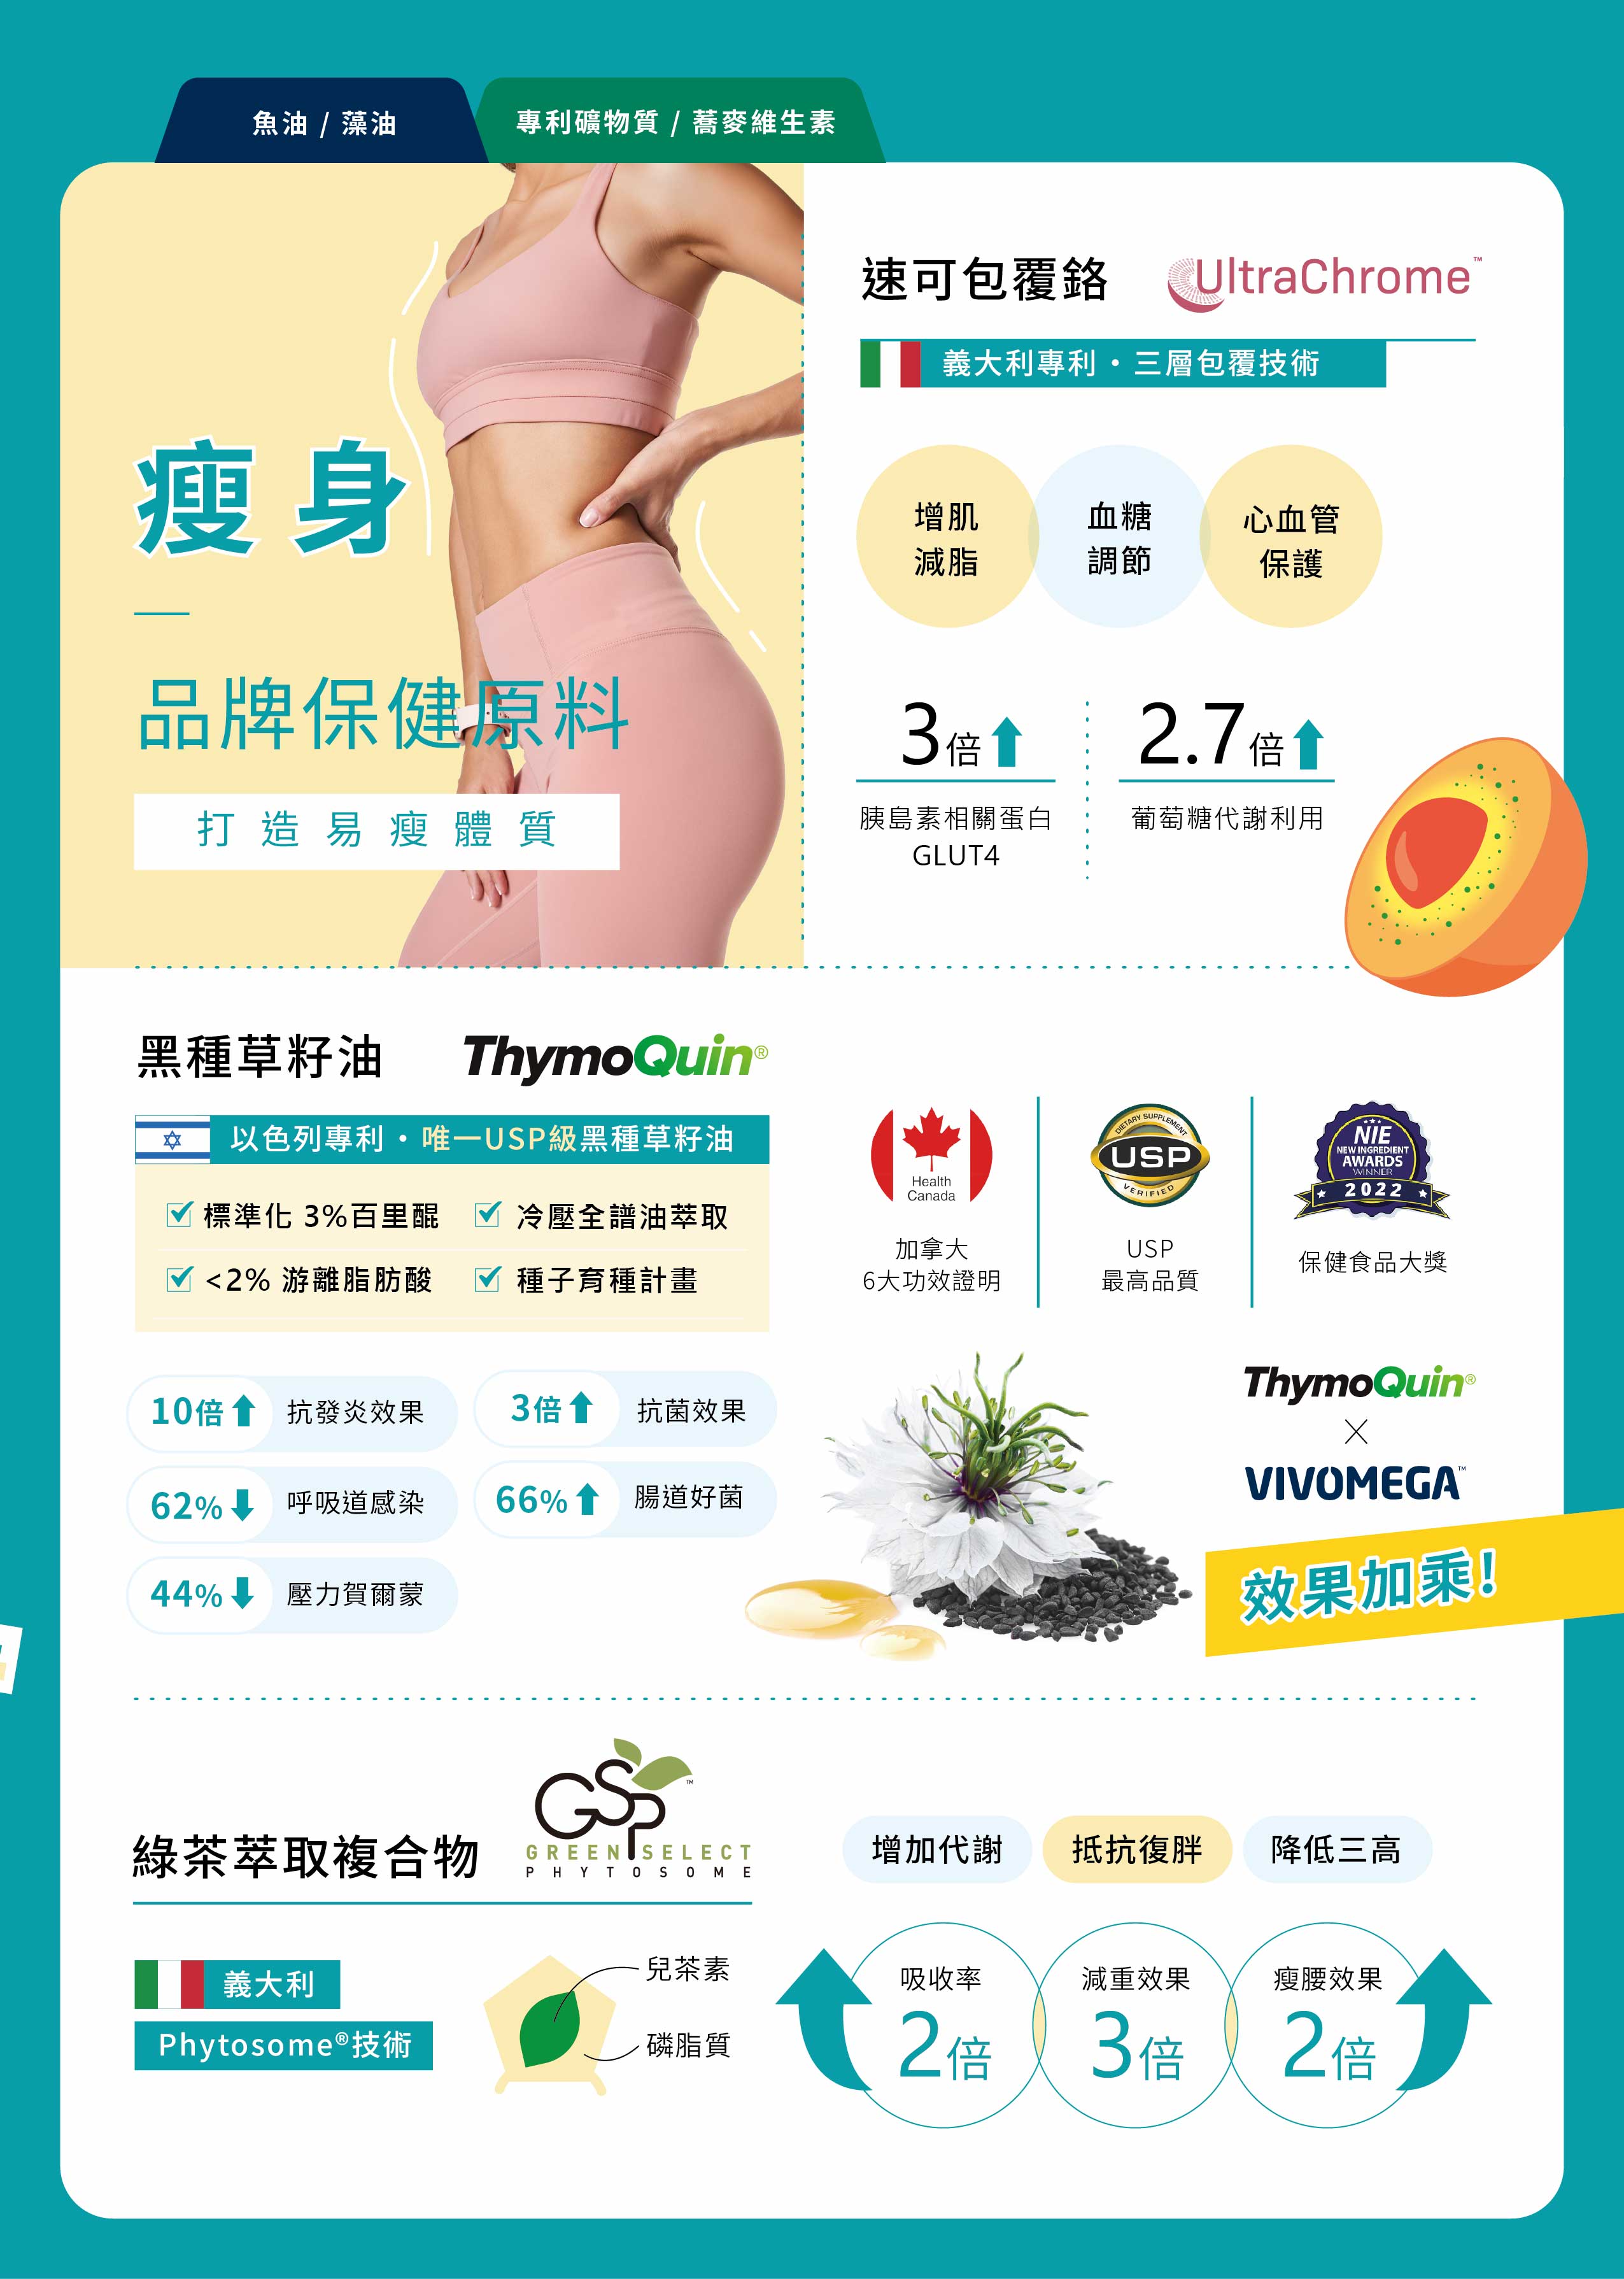 魚油 / 藻油
專利礦物質 / 蕎麥維生素
瘦身
品牌保健原料
打造易瘦體質
速可包覆鉻
UltraChrome™
義大利專利・三層包覆技術
增肌
減脂
血糖
調節
心血管
保護
3倍
胰島素相關蛋白
GLUT4
2.7倍
葡萄糖代謝利用
黑種草籽油
ThymoQuin®
以色列專利・唯一USP級黑種草籽油
標準化 3%百里醌
冷壓全譜油萃取
<2% 游離脂肪酸
種子育種計畫
Health
Canada
加拿大
6大功效證明
DIETARY SUPPLEMENT
USP
VERIFIED
USP
最高品質
NIE
NEW INGREDIENT
AWARDS
WINNER
2022
保健食品大獎
10倍 抗發炎效果
3倍 抗菌效果
62% 呼吸道感染
66% 腸道好菌
44% 壓力賀爾蒙
ThymoQuin®
X
VIVOMEGA™
效果加乘!
綠茶萃取複合物
GSP™
GREEN SELECT
PHYTOSOME
義大利
Phytosome®技術
兒茶素
磷脂質
增加代謝
抵抗復胖
降低三高
吸收率
2倍
減重效果
3倍
瘦腰效果
2倍